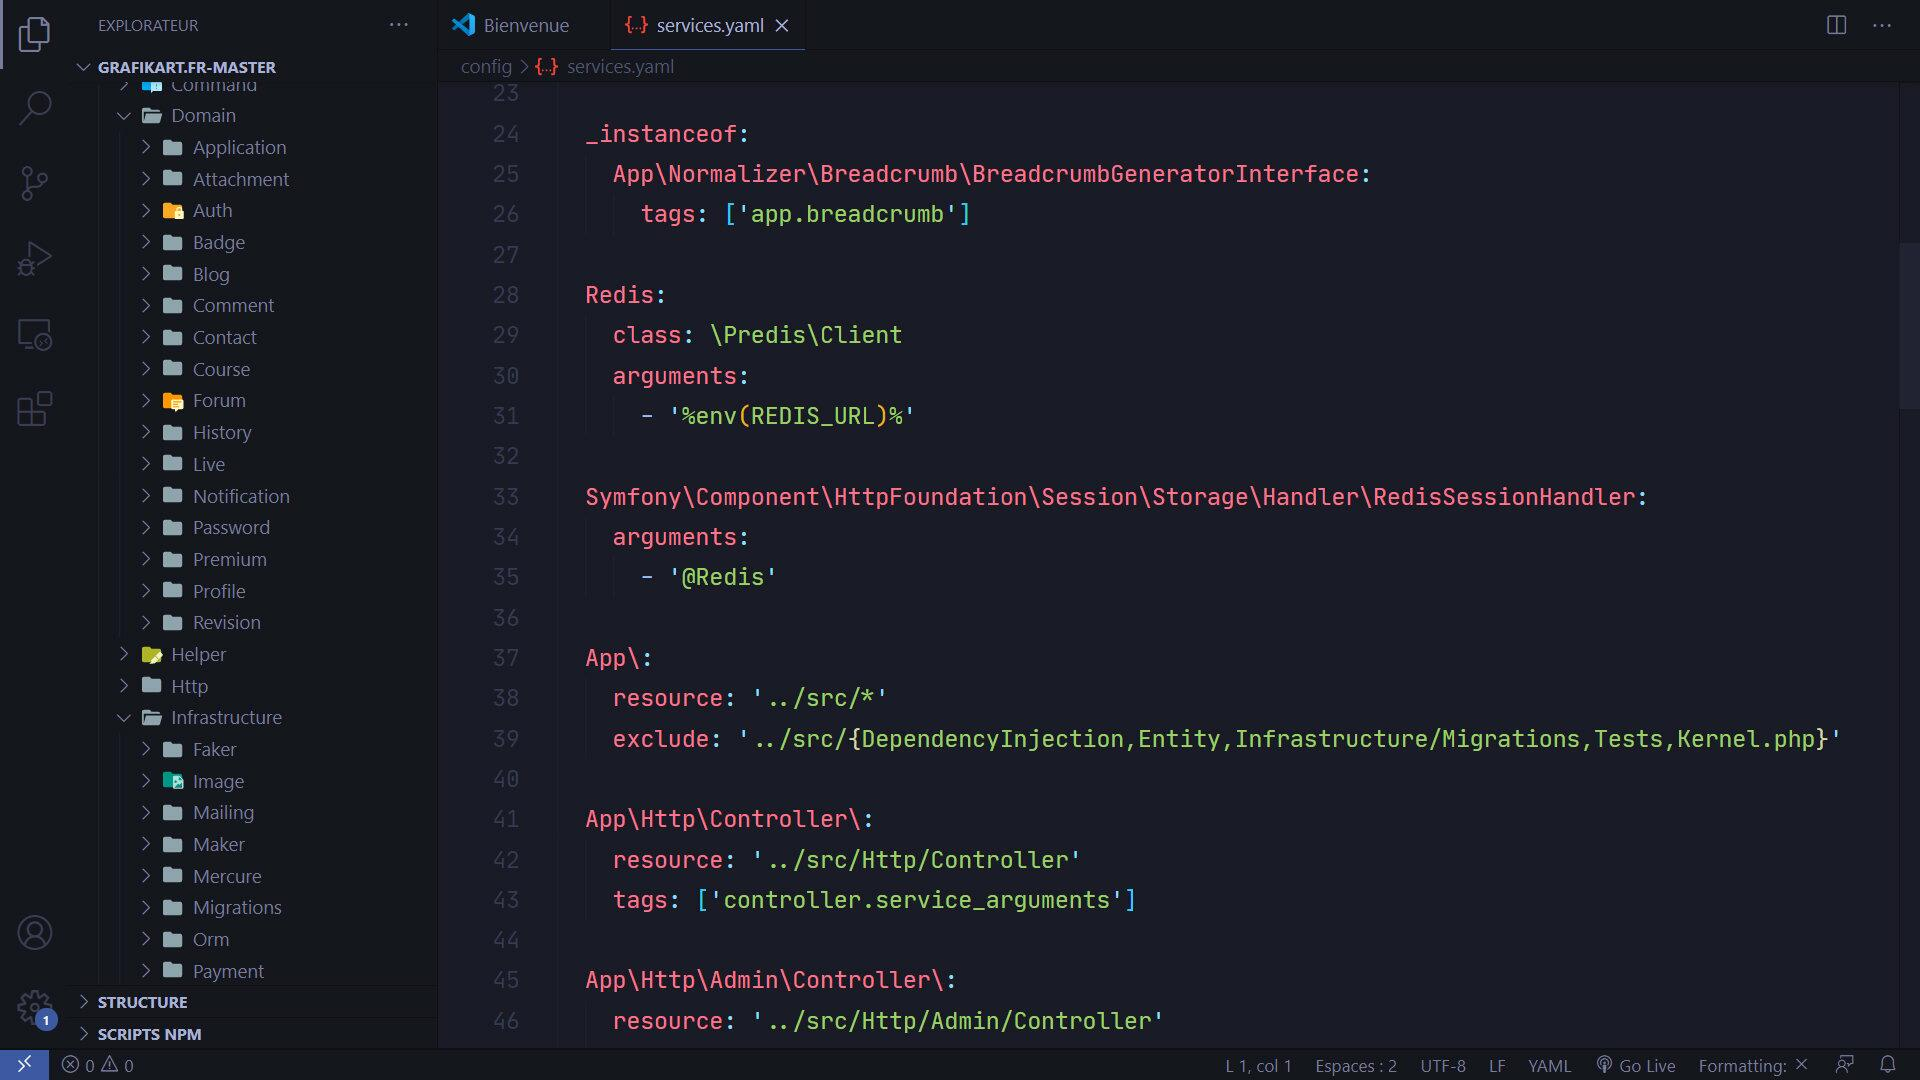 EXPLORATEUR
Bienvenue
services.yaml
GRAFIKART.FR-MASTER
config > services.yaml
Command
Domain
Application
Attachment
Auth
Badge
Blog
Comment
Contact
Course
Forum
History
Live
Notification
Password
Premium
Profile
Revision
Helper
Http
Infrastructure
Faker
Image
Mailing
Maker
Mercure
Migrations
Orm
Payment
STRUCTURE
SCRIPTS NPM
1
23
24 _instanceof:
25 App\Normalizer\Breadcrumb\BreadcrumbGeneratorInterface:
26 tags: ['app.breadcrumb']
27
28 Redis:
29 class: \Predis\Client
30 arguments:
31 - '%env(REDIS_URL)%'
32
33 Symfony\Component\HttpFoundation\Session\Storage\Handler\RedisSessionHandler:
34 arguments:
35 - '@Redis'
36
37 App\:
38 resource: '../src/*'
39 exclude: '../src/{DependencyInjection,Entity,Infrastructure/Migrations,Tests,Kernel.php}'
40
41 App\Http\Controller\:
42 resource: '../src/Http/Controller'
43 tags: ['controller.service_arguments']
44
45 App\Http\Admin\Controller\:
46 resource: '../src/Http/Admin/Controller'
0 0 L 1, col 1 Espaces : 2 UTF-8 LF YAML Go Live Formatting: ×